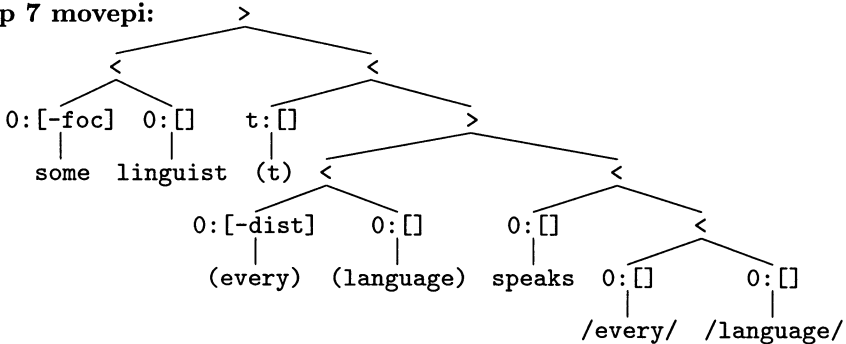 p 7 movepi: >
< <
0:[-foc] 0:[] t:[] >
some linguist (t) < <
0:[-dist] 0:[] 0:[] <
(every) (language) speaks 0:[] 0:[]
/every/ /language/